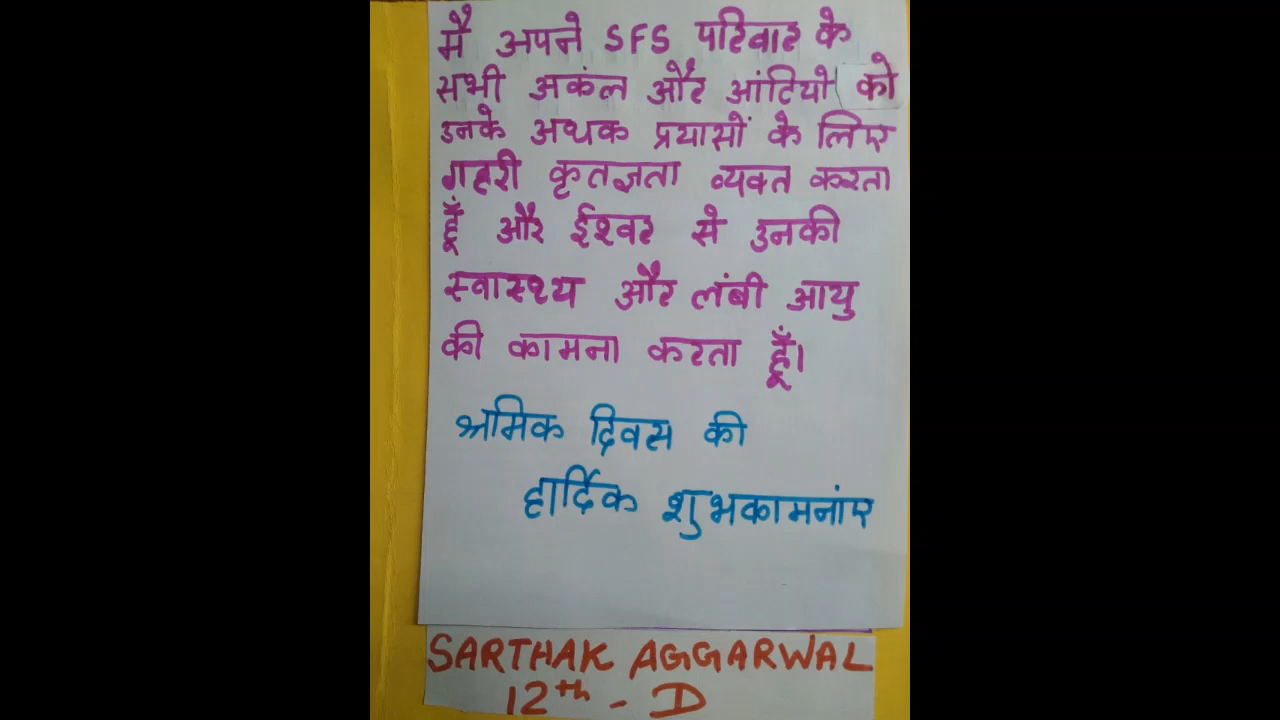 मै अपने SFS परिवार के
सभी अकंल और आंटियो को
उनके अथक प्रयासों के लिए
गहरी कृतज्ञता व्यक्त करता
हूँ और ईश्वर से उनकी
स्वास्थ्य और लंबी आयु
की कामना करता हूँ।
श्रमिक दिवस की
हार्दिक शुभकामनांए
SARTHAK AGGARWAL
12th - D